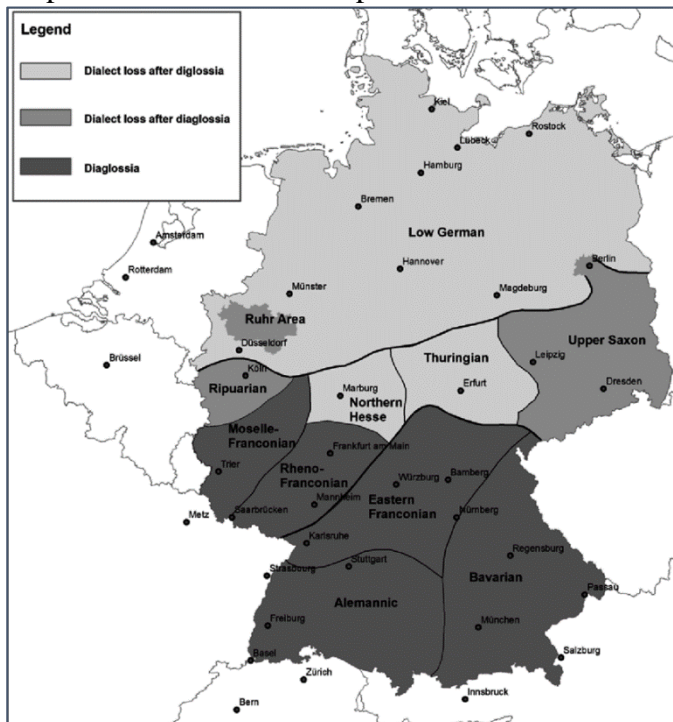 Legend
Dialect loss after diglossia
Dialect loss after diaglossia
Diaglossia
Kiel
Rostock
Lübeck
Hamburg
Bremen
Low German
Amsterdam
Berlin
Hannover
Rotterdam
Münster
Magdeburg
Ruhr Area
Upper Saxon
Düsseldorf
Thuringian
Leipzig
Brüssel
Köln
Ripuarian
Marburg
Erfurt
Dresden
Northern
Hesse
Moselle-
Franconian
Frankfurt am Main
Trier
Rheno-
Franconian
Würzburg
Bamberg
Eastern
Franconian
Mannheim
Saarbrücken
Metz
Nürnberg
Karlsruhe
Regensburg
Stuttgart
Strasbourg
Bavarian
Passau
Alemannic
Freiburg
München
Basel
Salzburg
Zürich
Innsbruck
Bern